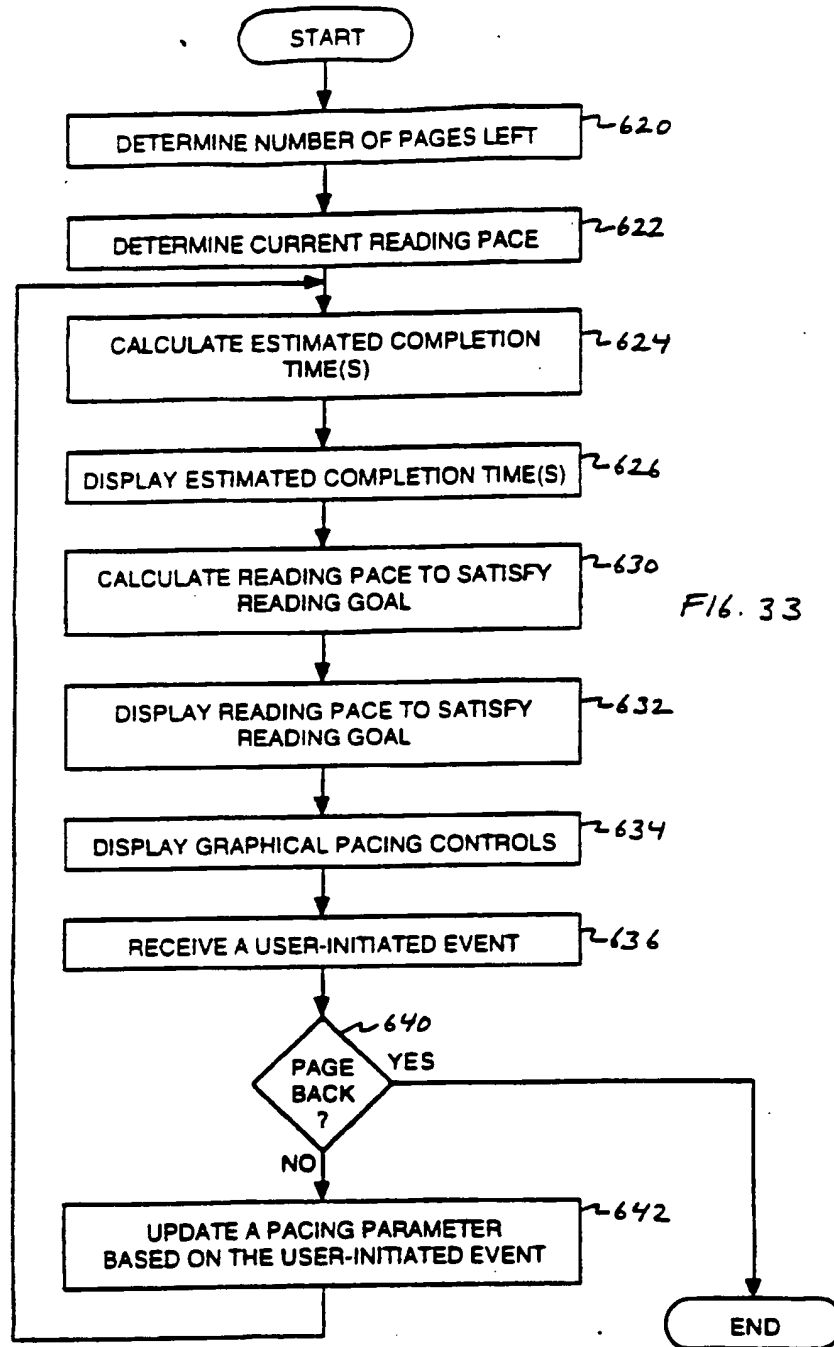 START
DETERMINE NUMBER OF PAGES LEFT
620
DETERMINE CURRENT READING PACE
622
CALCULATE ESTIMATED COMPLETION
TIME(S)
624
DISPLAY ESTIMATED COMPLETION TIME(S)
626
CALCULATE READING PACE TO SATISFY
READING GOAL
630
FIG. 33
DISPLAY READING PACE TO SATISFY
READING GOAL
632
DISPLAY GRAPHICAL PACING CONTROLS
634
RECEIVE A USER-INITIATED EVENT
636
640
PAGE
BACK
?
YES
NO
UPDATE A PACING PARAMETER
BASED ON THE USER-INITIATED EVENT
642
END